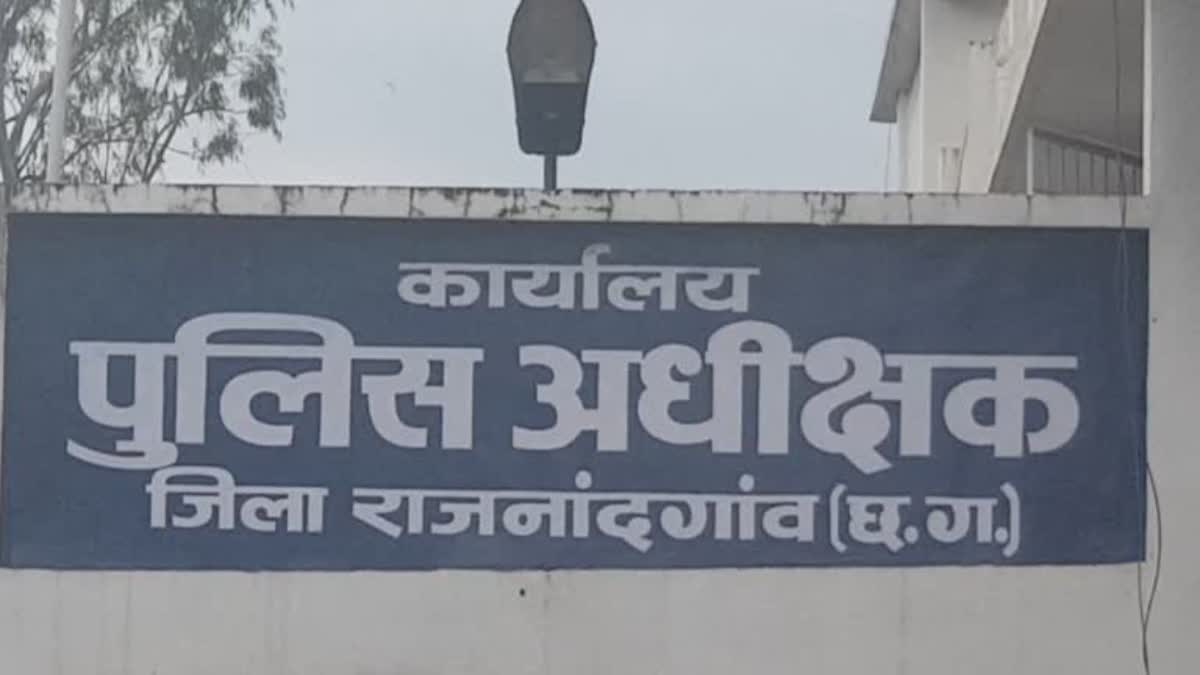 कार्यालय
पुलिस अधीक्षक
जिला राजनांदगांव (छ.ग.)